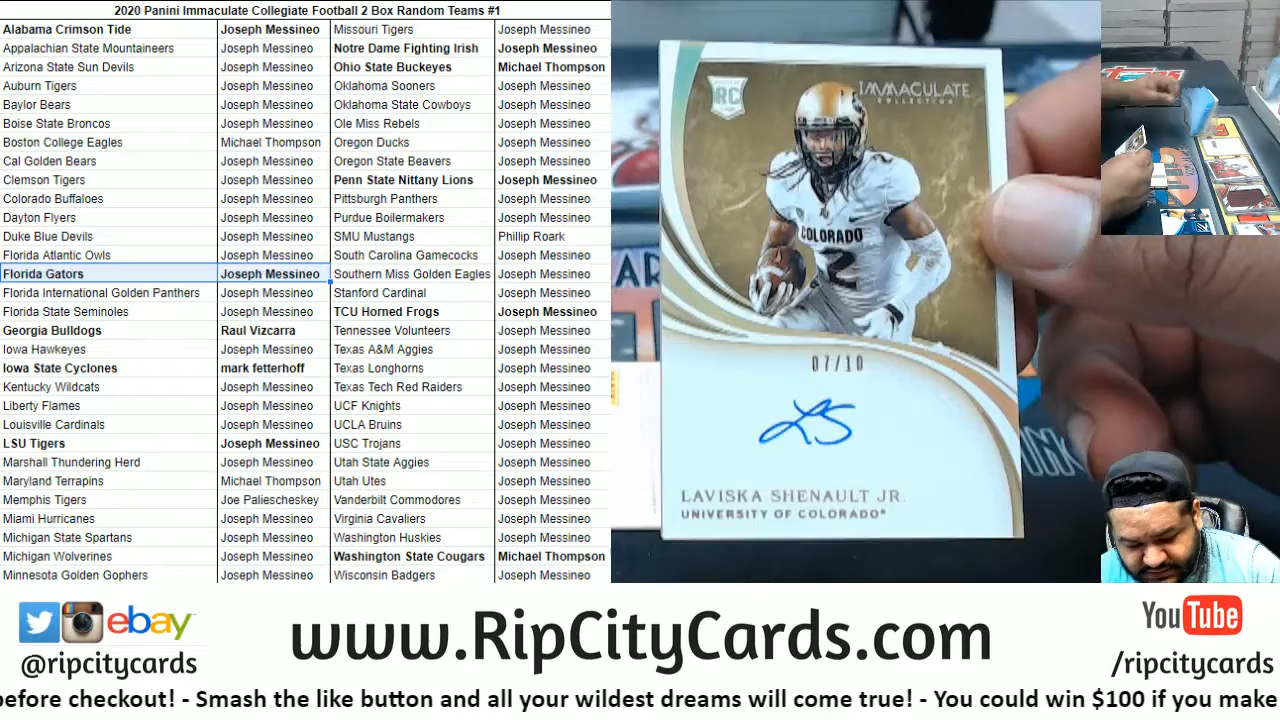 2020 Panini Immaculate Collegiate Football 2 Box Random Teams #1
Alabama Crimson Tide Joseph Messineo Missouri Tigers Joseph Messineo
Appalachian State Mountaineers Joseph Messineo Notre Dame Fighting Irish Joseph Messineo
Arizona State Sun Devils Joseph Messineo Ohio State Buckeyes Michael Thompson
Auburn Tigers Joseph Messineo Oklahoma Sooners Joseph Messineo
Baylor Bears Joseph Messineo Oklahoma State Cowboys Joseph Messineo
Boise State Broncos Joseph Messineo Ole Miss Rebels Joseph Messineo
Boston College Eagles Michael Thompson Oregon Ducks Joseph Messineo
Cal Golden Bears Joseph Messineo Oregon State Beavers Joseph Messineo
Clemson Tigers Joseph Messineo Penn State Nittany Lions Joseph Messineo
Colorado Buffaloes Joseph Messineo Pittsburgh Panthers Joseph Messineo
Dayton Flyers Joseph Messineo Purdue Boilermakers Joseph Messineo
Duke Blue Devils Joseph Messineo SMU Mustangs Phillip Roark
Florida Atlantic Owls Joseph Messineo South Carolina Gamecocks Joseph Messineo
Florida Gators Joseph Messineo Southern Miss Golden Eagles Joseph Messineo
Florida International Golden Panthers Joseph Messineo Stanford Cardinal Joseph Messineo
Florida State Seminoles Joseph Messineo TCU Horned Frogs Joseph Messineo
Georgia Bulldogs Raul Vizcarra Tennessee Volunteers Joseph Messineo
Iowa Hawkeyes Joseph Messineo Texas A&M Aggies Joseph Messineo
Iowa State Cyclones mark fetterhoff Texas Longhorns Joseph Messineo
Kentucky Wildcats Joseph Messineo Texas Tech Red Raiders Joseph Messineo
Liberty Flames Joseph Messineo UCF Knights Joseph Messineo
Louisville Cardinals Joseph Messineo UCLA Bruins Joseph Messineo
LSU Tigers Joseph Messineo USC Trojans Joseph Messineo
Marshall Thundering Herd Joseph Messineo Utah State Aggies Joseph Messineo
Maryland Terrapins Michael Thompson Utah Utes Joseph Messineo
Memphis Tigers Joe Paliescheskey Vanderbilt Commodores Joseph Messineo
Miami Hurricanes Joseph Messineo Virginia Cavaliers Joseph Messineo
Michigan State Spartans Joseph Messineo Washington Huskies Joseph Messineo
Michigan Wolverines Joseph Messineo Washington State Cougars Michael Thompson
Minnesota Golden Gophers Joseph Messineo Wisconsin Badgers Joseph Messineo
RC
IMMACULATE
COLLECTION
COLORADO
2
07/10
LS
LAVISKA SHENAULT JR.
UNIVERSITY OF COLORADO
ebay
@ripcitycards
www.RipCityCards.com
YouTube
/ripcitycards
before checkout! - Smash the like button and all your wildest dreams will come true! - You could win $100 if you make